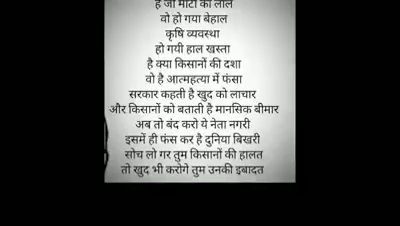 है जो माटी का लाल
वो हो गया बेहाल
कृषि व्यवस्था
हो गयी हाल खस्ता
है क्या किसानों की दशा
वो है आत्महत्या में फंसा
सरकार कहती है खुद को लाचार
और किसानों को बताती है मानसिक बीमार
अब तो बंद करो ये नेता नगरी
इसमें ही फंस कर है दुनिया बिखरी
सोच लो गर तुम किसानों की हालत
तो खुद भी करोगे तुम उनकी इबादत